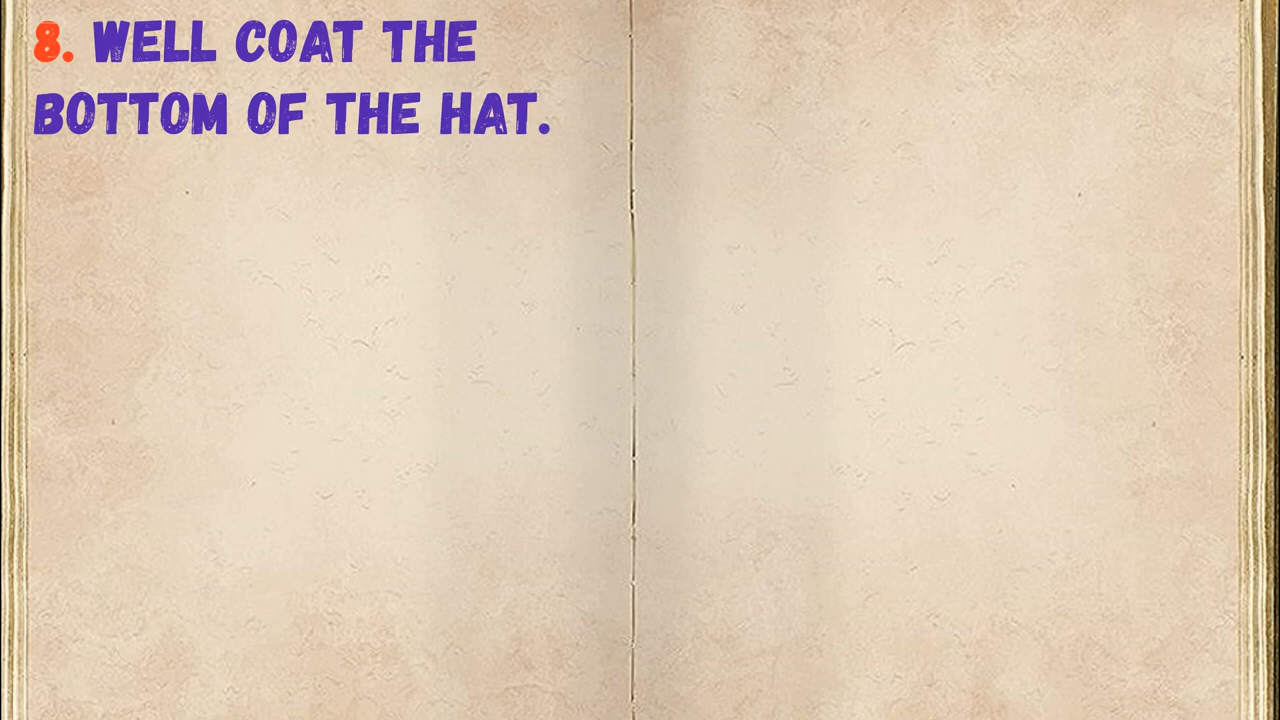 8. WELL COAT THE
BOTTOM OF THE HAT.